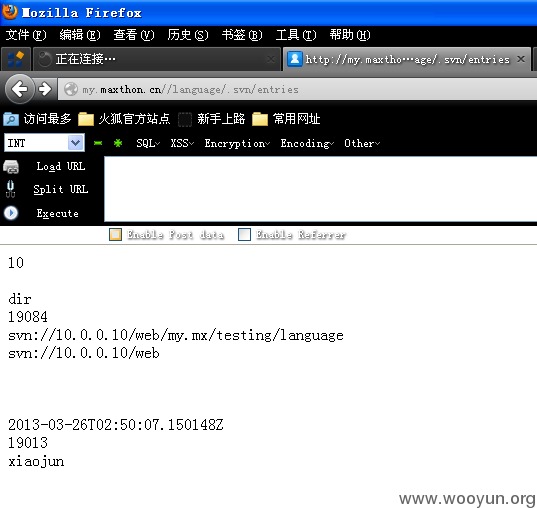 Mozilla Firefox
文件(F) 编辑(E) 查看(V) 历史(S) 书签(B) 工具(T) 帮助(H)
正在连接… http://my.maxtho…age/.svn/entries
my.maxthon.cn//language/.svn/entries
访问最多 火狐官方站点 新手上路 常用网址
INT SQL XSS Encryption Encoding Other
Load URL
Split URL
Execute
Enable Post data Enable Referrer
10
dir
19084
svn://10.0.0.10/web/my.mx/testing/language
svn://10.0.0.10/web
2013-03-26T02:50:07.150148Z
19013
xiaojun
www.wooyun.org